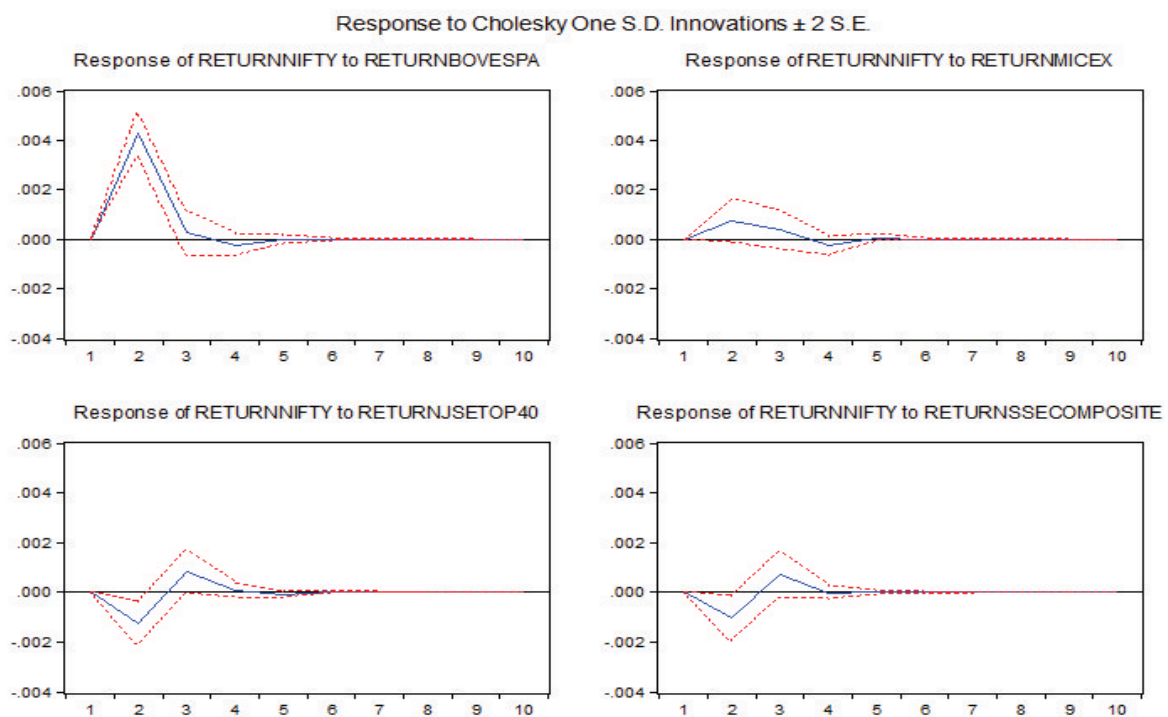 Response to Cholesky One S.D. Innovations ± 2 S.E.
Response of RETURNNIFTY to RETURNBOVESPA
.006
.004
.002
.000
-.002
-.004
1 2 3 4 5 6 7 8 9 10
Response of RETURNNIFTY to RETURNMICEX
.006
.004
.002
.000
-.002
-.004
1 2 3 4 5 6 7 8 9 10
Response of RETURNNIFTY to RETURNJSETOP40
.006
.004
.002
.000
-.002
-.004
1 2 3 4 5 6 7 8 9 10
Response of RETURNNIFTY to RETURNSSECOMPOSITE
.006
.004
.002
.000
-.002
-.004
1 2 3 4 5 6 7 8 9 10